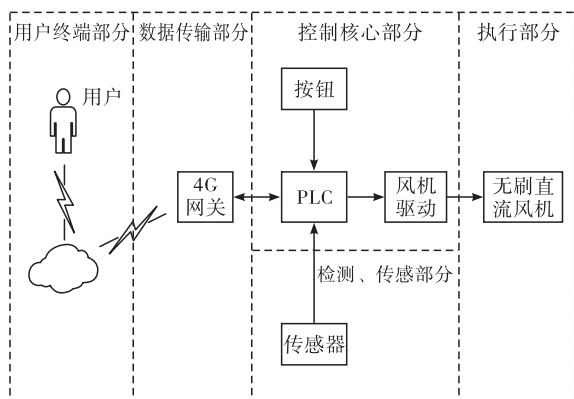 用户终端部分
数据传输部分
控制核心部分
执行部分
用户
按钮
4G
网关
PLC
风机
驱动
无刷直
流风机
检测、传感部分
传感器